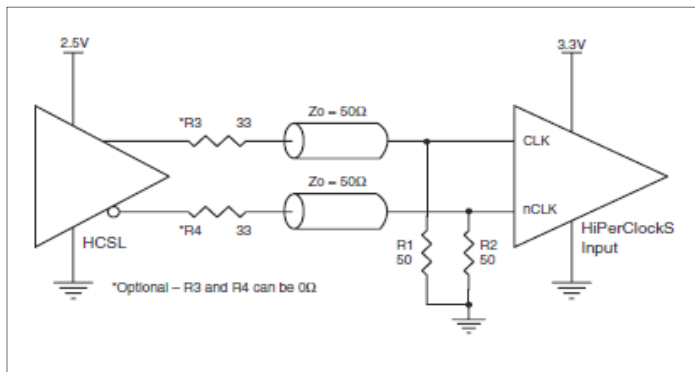 2.5V
3.3V
*R3 33
Zo = 50Ω
CLK
Zo = 50Ω
nCLK
*R4 33
HCSL
R1
50
R2
50
HiPerClockS
Input
*Optional – R3 and R4 can be 0Ω